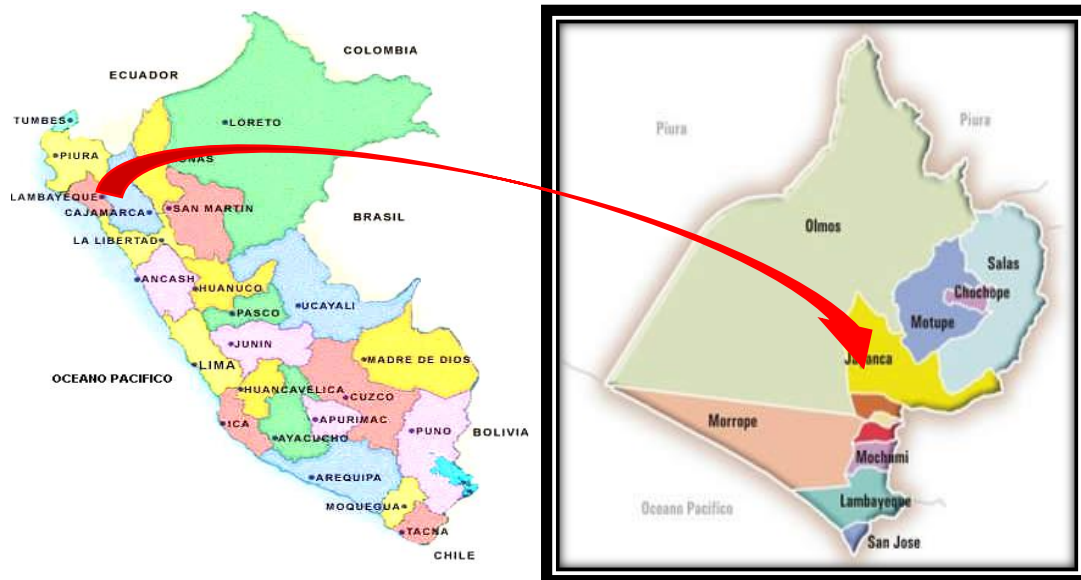 COLOMBIA
ECUADOR
TUMBES
LORETO
PIURA
ONAS
LAMBAYEQUE
CAJAMARCA
SAN MARTIN
BRASIL
LA LIBERTAD
ANCASH
HUANUCO
UCAYALI
PASCO
JUNIN
LIMA
MADRE DE DIOS
OCEANO PACIFICO
HUANCAVELICA
CUZCO
ICA
APURIMAC
PUNO
BOLIVIA
AYACUCHO
AREQUIPA
MOQUEGUA
TACNA
CHILE
Piura
Piura
Olmos
Salas
Chochope
Motupe
Morrope
Mochumi
Lambayeque
Oceano Pacifico
San Jose